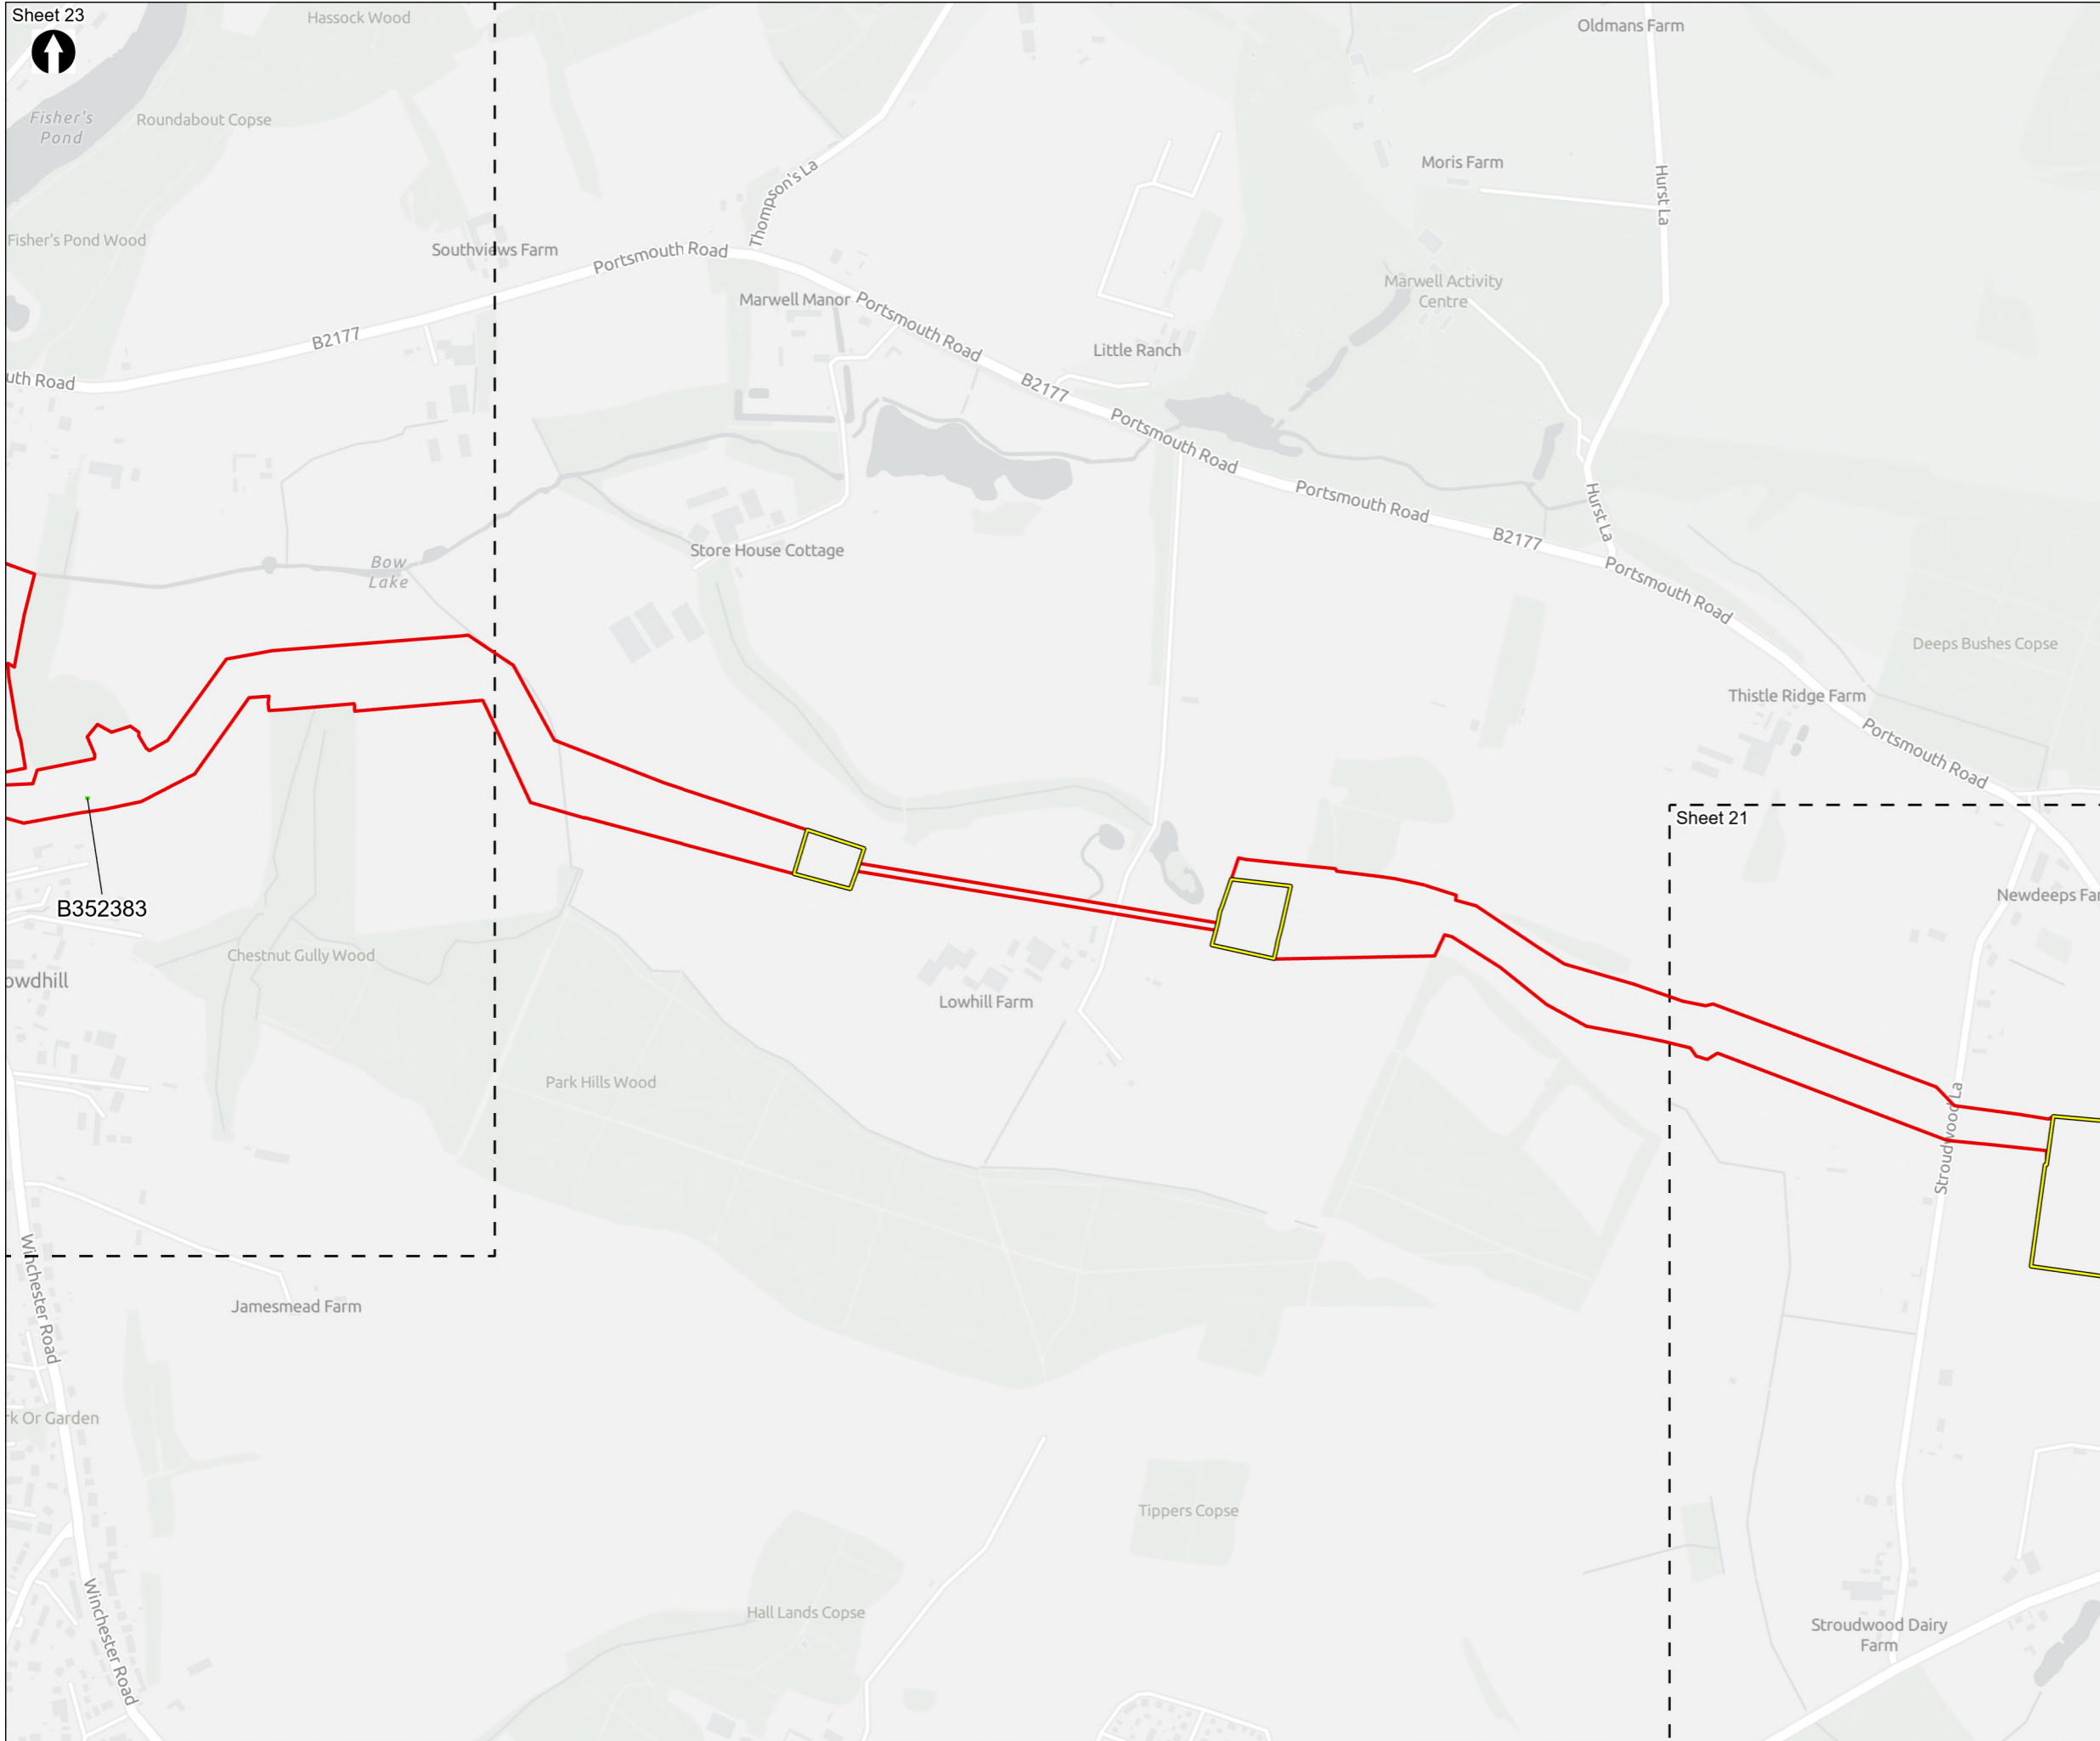 Sheet 23
Hassock Wood
Oldmans Farm
Fisher's
Pond
Roundabout Copse
Moris Farm
Thompson's La
Hurst La
Fisher's Pond Wood
Southviews Farm
Portsmouth Road
Marwell Activity
Centre
Marwell Manor
Portsmouth Road
B2177
Little Ranch
uth Road
B2177
Portsmouth Road
Portsmouth Road
Hurst La
B2177
Store House Cottage
Bow
Lake
Portsmouth Road
Deeps Bushes Copse
Thistle Ridge Farm
Portsmouth Road
Sheet 21
Newdeeps Far
B352383
Chestnut Gully Wood
owdhill
Lowhill Farm
Park Hills Wood
Stroudwood La
Winchester Road
Jamesmead Farm
rk Or Garden
Tippers Copse
Hall Lands Copse
Winchester Road
Stroudwood Dairy
Farm